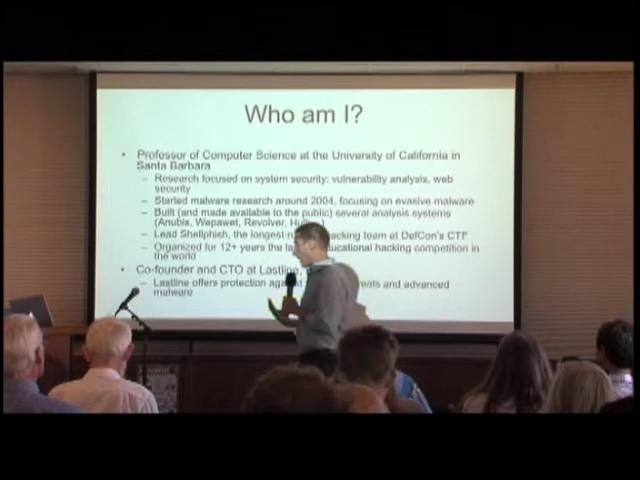 Who am I?
• Professor of Computer Science at the University of California in
Santa Barbara
– Research focused on system security: vulnerability analysis, web
security
– Started malware research around 2004, focusing on evasive malware
– Built (and made available to the public) several analysis systems
(Anubis, Wepawet, Revolver,
– Lead Shellphish, the longest- hacking team at DefCon's CTF
– Organized for 12+ years the educational hacking competition in
the world
• Co-founder and CTO at Lastline,
– Lastline offers protection against and advanced
malware